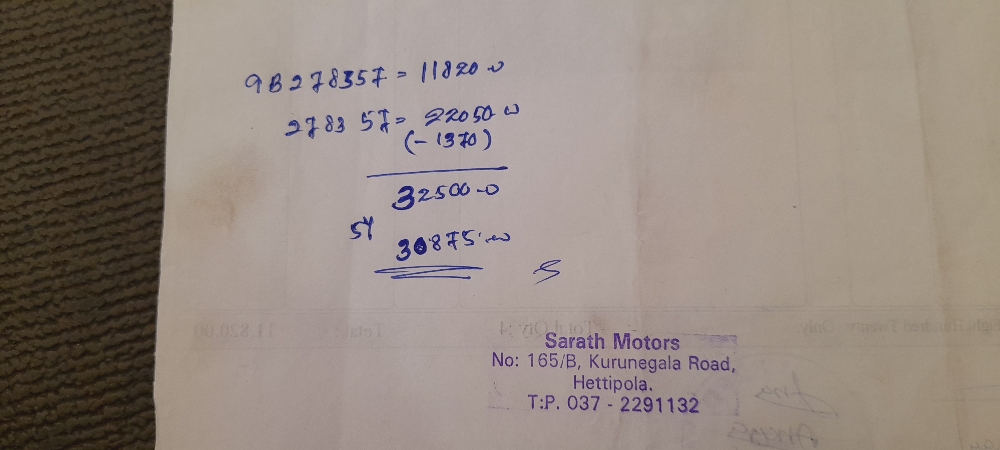 9B278357 = 11820.00
278357 = 22050.00
(-1370)
32500.00
5%
30875.00
Sarath Motors
No: 165/B, Kurunegala Road,
Hettipola.
T:P. 037 - 2291132